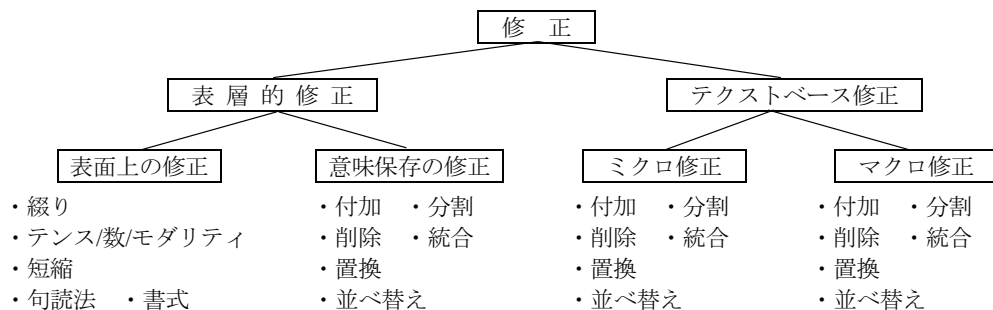 修 正
表 層 的 修 正 テクストベース修正
表面上の修正 意味保存の修正 ミクロ修正 マクロ修正
・綴り ・付加 ・分割 ・付加 ・分割 ・付加 ・分割
・テンス/数/モダリティ ・削除 ・統合 ・削除 ・統合 ・削除 ・統合
・短縮 ・置換 ・置換 ・置換
・句読法 ・書式 ・並べ替え ・並べ替え ・並べ替え